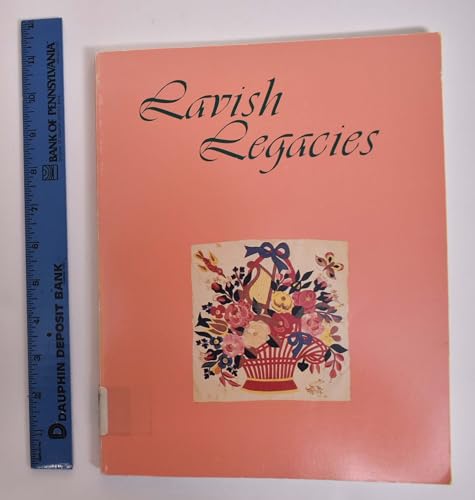 Lavish
Legacies
BANK OF PENNSYLVANIA
DAUPHIN DEPOSIT BANK